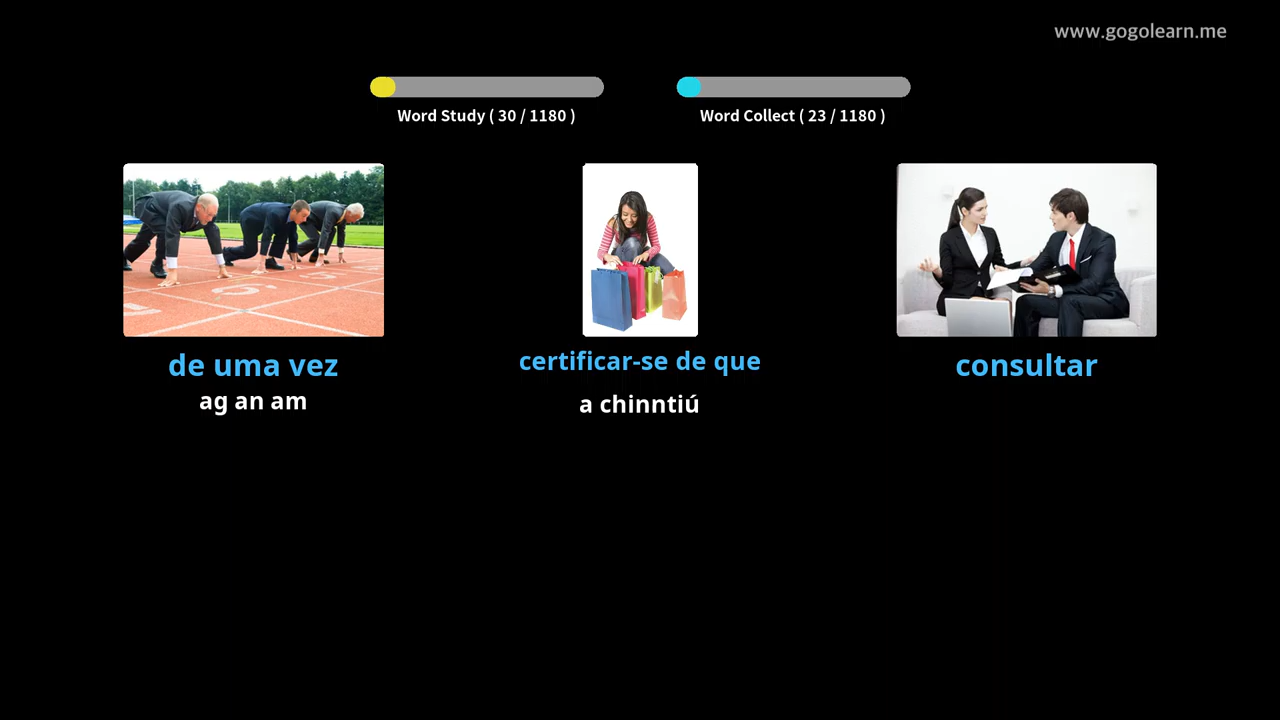 www.gogolearn.me
Word Study ( 30 / 1180 )
Word Collect ( 23 / 1180 )
de uma vez
ag an am
certificar-se de que
a chinntiú
consultar